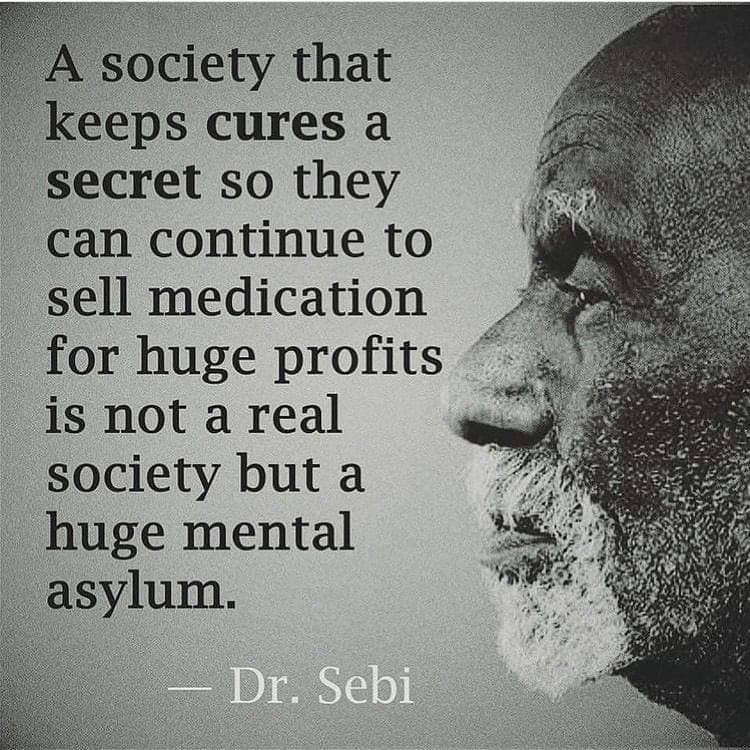 A society that
keeps cures a
secret so they
can continue to
sell medication
for huge profits
is not a real
society but a
huge mental
asylum.
— Dr. Sebi